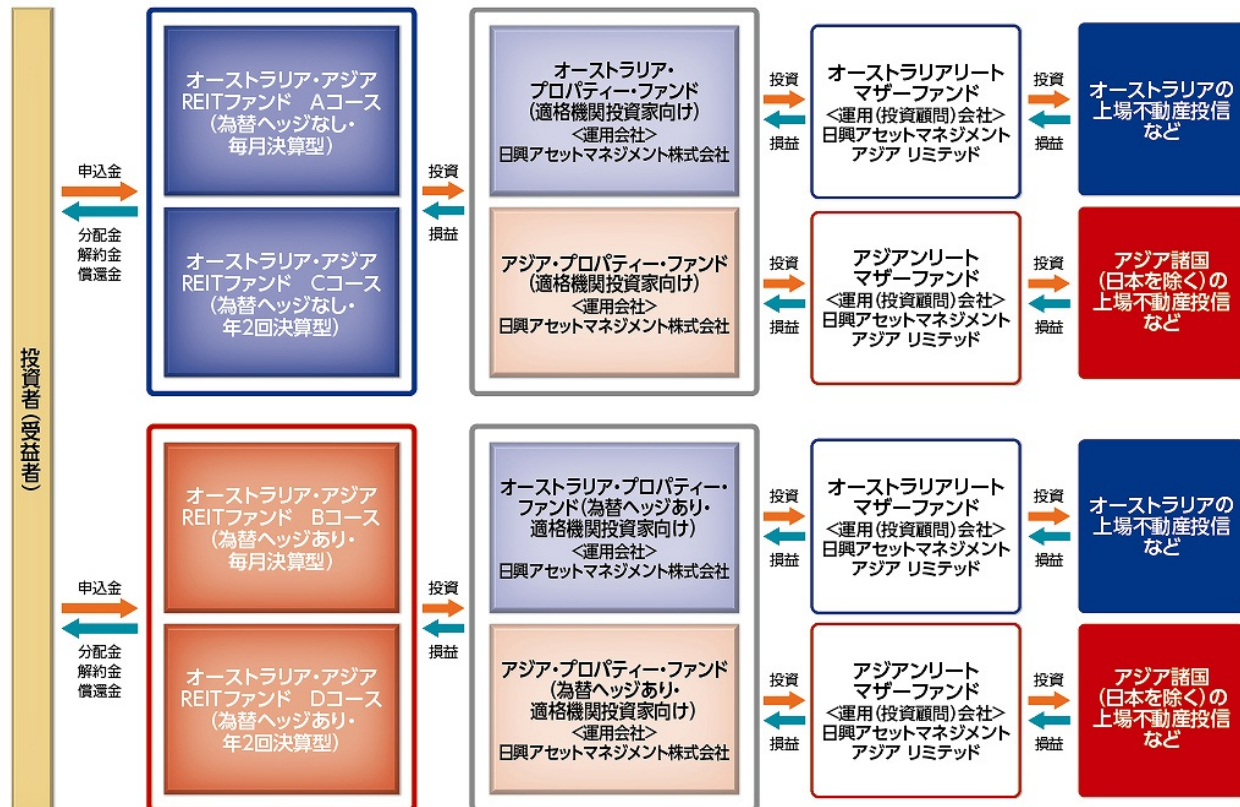 投資者(受益者)
申込金
分配金
解約金
償還金
オーストラリア・アジア
REITファンド Aコース
(為替ヘッジなし・
毎月決算型)
オーストラリア・アジア
REITファンド Cコース
(為替ヘッジなし・
年2回決算型)
投資
損益
オーストラリア・
プロパティー・ファンド
(適格機関投資家向け)
<運用会社>
日興アセットマネジメント株式会社
アジア・プロパティー・ファンド
(適格機関投資家向け)
<運用会社>
日興アセットマネジメント株式会社
投資
損益
オーストラリアリート
マザーファンド
<運用(投資顧問)会社>
日興アセットマネジメント
アジア リミテッド
投資
損益
オーストラリアの
上場不動産投信
など
投資
損益
アジアンリート
マザーファンド
<運用(投資顧問)会社>
日興アセットマネジメント
アジア リミテッド
投資
損益
アジア諸国
(日本を除く)の
上場不動産投信
など
申込金
分配金
解約金
償還金
オーストラリア・アジア
REITファンド Bコース
(為替ヘッジあり・
毎月決算型)
オーストラリア・アジア
REITファンド Dコース
(為替ヘッジあり・
年2回決算型)
投資
損益
オーストラリア・プロパティー・
ファンド(為替ヘッジあり・
適格機関投資家向け)
<運用会社>
日興アセットマネジメント株式会社
アジア・プロパティー・ファンド
(為替ヘッジあり・
適格機関投資家向け)
<運用会社>
日興アセットマネジメント株式会社
投資
損益
オーストラリアリート
マザーファンド
<運用(投資顧問)会社>
日興アセットマネジメント
アジア リミテッド
投資
損益
オーストラリアの
上場不動産投信
など
投資
損益
アジアンリート
マザーファンド
<運用(投資顧問)会社>
日興アセットマネジメント
アジア リミテッド
投資
損益
アジア諸国
(日本を除く)の
上場不動産投信
など